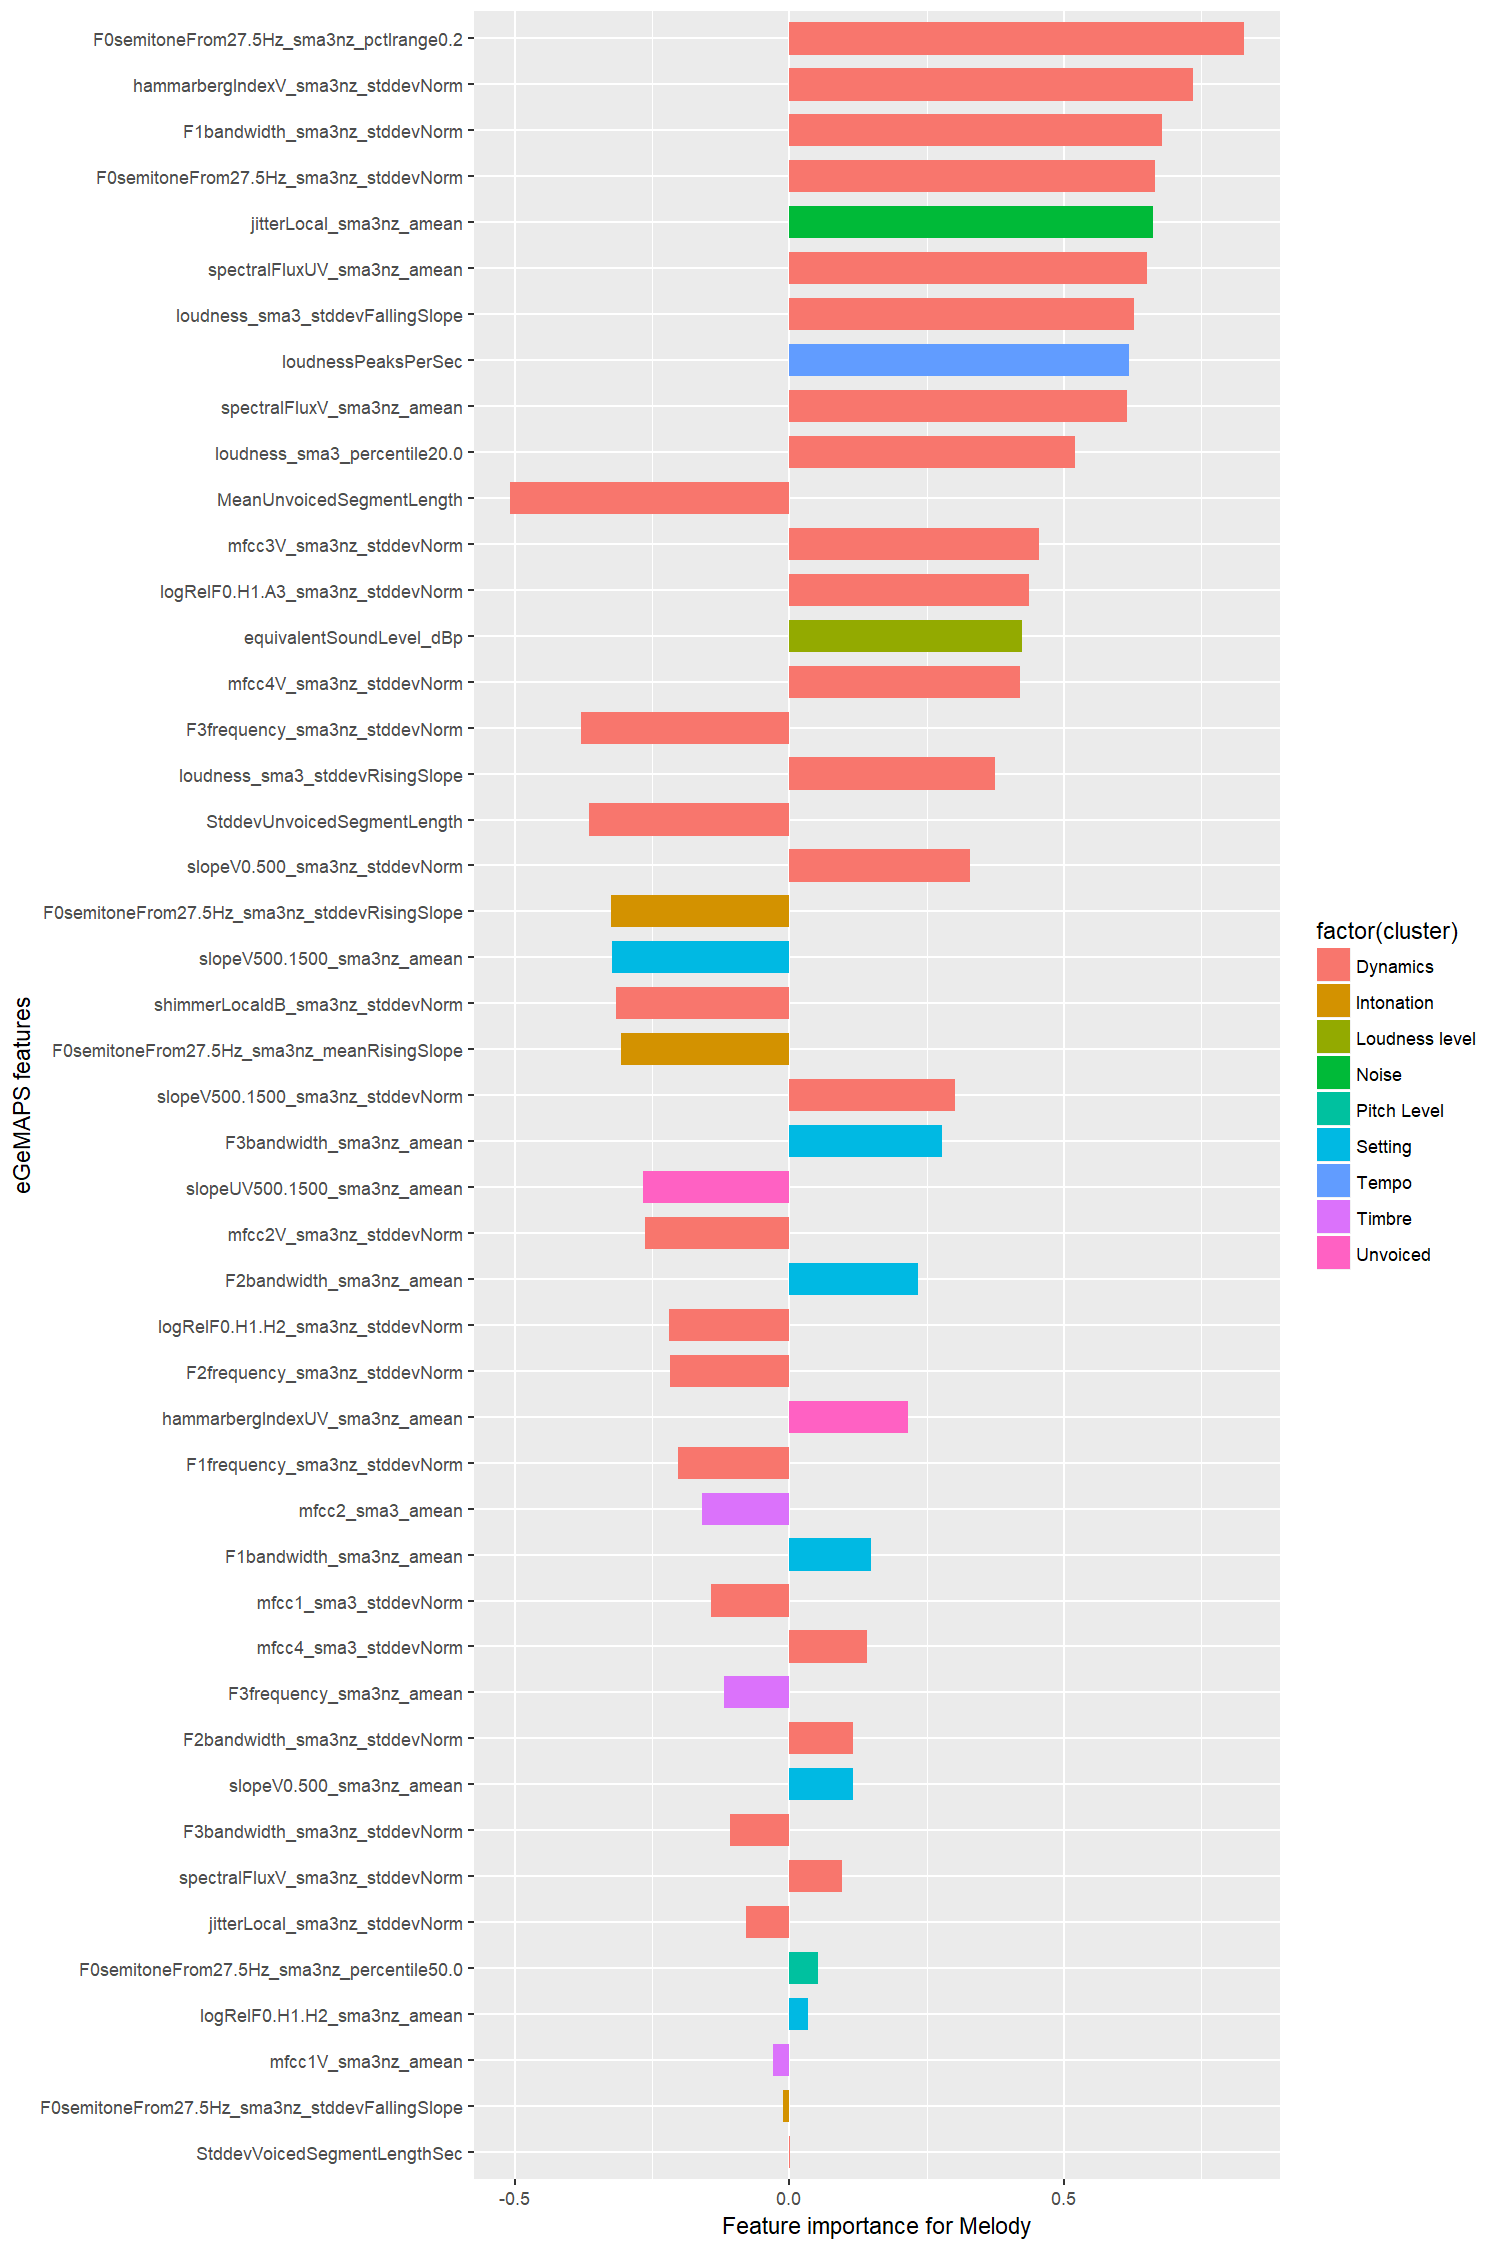 F0semitoneFrom27.5Hz_sma3nz_pctlrange0.2
hammarbergIndexV_sma3nz_stddevNorm
F1bandwidth_sma3nz_stddevNorm
F0semitoneFrom27.5Hz_sma3nz_stddevNorm
jitterLocal_sma3nz_amean
spectralFluxUV_sma3nz_amean
loudness_sma3_stddevFallingSlope
loudnessPeaksPerSec
spectralFluxV_sma3nz_amean
loudness_sma3_percentile20.0
MeanUnvoicedSegmentLength
mfcc3V_sma3nz_stddevNorm
logRelF0.H1.A3_sma3nz_stddevNorm
equivalentSoundLevel_dBp
mfcc4V_sma3nz_stddevNorm
F3frequency_sma3nz_stddevNorm
loudness_sma3_stddevRisingSlope
StddevUnvoicedSegmentLength
slopeV0.500_sma3nz_stddevNorm
F0semitoneFrom27.5Hz_sma3nz_stddevRisingSlope
slopeV500.1500_sma3nz_amean
shimmerLocaldB_sma3nz_stddevNorm
F0semitoneFrom27.5Hz_sma3nz_meanRisingSlope
slopeV500.1500_sma3nz_stddevNorm
F3bandwidth_sma3nz_amean
slopeUV500.1500_sma3nz_amean
mfcc2V_sma3nz_stddevNorm
F2bandwidth_sma3nz_amean
logRelF0.H1.H2_sma3nz_stddevNorm
F2frequency_sma3nz_stddevNorm
hammarbergIndexUV_sma3nz_amean
F1frequency_sma3nz_stddevNorm
mfcc2_sma3_amean
F1bandwidth_sma3nz_amean
mfcc1_sma3_stddevNorm
mfcc4_sma3_stddevNorm
F3frequency_sma3nz_amean
F2bandwidth_sma3nz_stddevNorm
slopeV0.500_sma3nz_amean
F3bandwidth_sma3nz_stddevNorm
spectralFluxV_sma3nz_stddevNorm
jitterLocal_sma3nz_stddevNorm
F0semitoneFrom27.5Hz_sma3nz_percentile50.0
logRelF0.H1.H2_sma3nz_amean
mfcc1V_sma3nz_amean
F0semitoneFrom27.5Hz_sma3nz_stddevFallingSlope
StddevVoicedSegmentLengthSec
eGeMAPS features
-0.5 0.0 0.5
Feature importance for Melody
factor(cluster)
Dynamics
Intonation
Loudness level
Noise
Pitch Level
Setting
Tempo
Timbre
Unvoiced